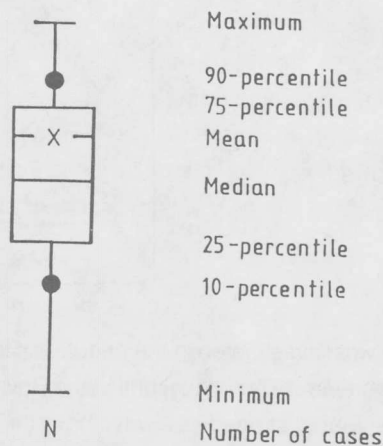 Maximum
90-percentile
75-percentile
X Mean
Median
25-percentile
10-percentile
Minimum
N Number of cases